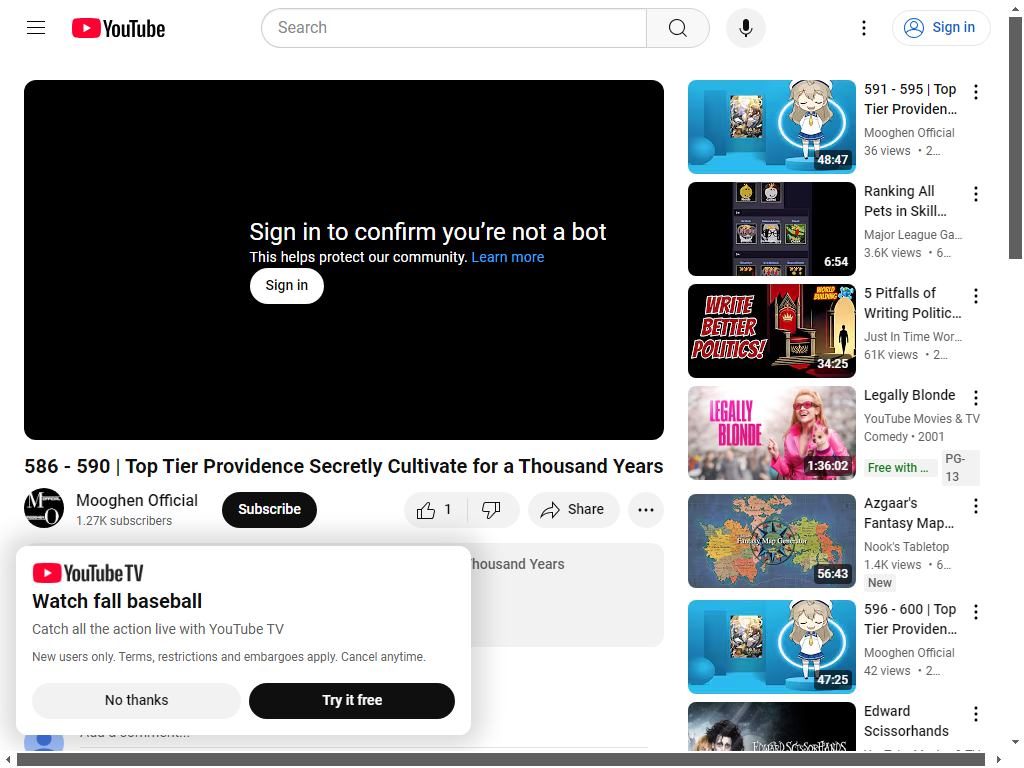 YouTube
Search
Sign in
Sign in to confirm you're not a bot
This helps protect our community. Learn more
Sign in
586 - 590 | Top Tier Providence Secretly Cultivate for a Thousand Years
Mooghen Official
1.27K subscribers
Subscribe
1
Share
Thousand Years
YouTube TV
Watch fall baseball
Catch all the action live with YouTube TV
New users only. Terms, restrictions and embargoes apply. Cancel anytime.
No thanks
Try it free
Add a comment...
48:47
591 - 595 | Top
Tier Providen...
Mooghen Official
36 views • 2...
6:54
Ranking All
Pets in Skill...
Major League Ga...
3.6K views • 6...
WRITE
BETTER
POLITICS!
WORLD
BUILDING
34:25
5 Pitfalls of
Writing Politic...
Just In Time Wor...
61K views • 2...
LEGALLY
BLONDE
1:36:02
Legally Blonde
YouTube Movies & TV
Comedy • 2001
Free with ...
PG-
13
Fantasy Map Generator
56:43
Azgaar's
Fantasy Map...
Nook's Tabletop
1.4K views • 6...
New
47:25
596 - 600 | Top
Tier Providen...
Mooghen Official
42 views • 2...
EDWARD SCISSORHANDS
Edward
Scissorhands